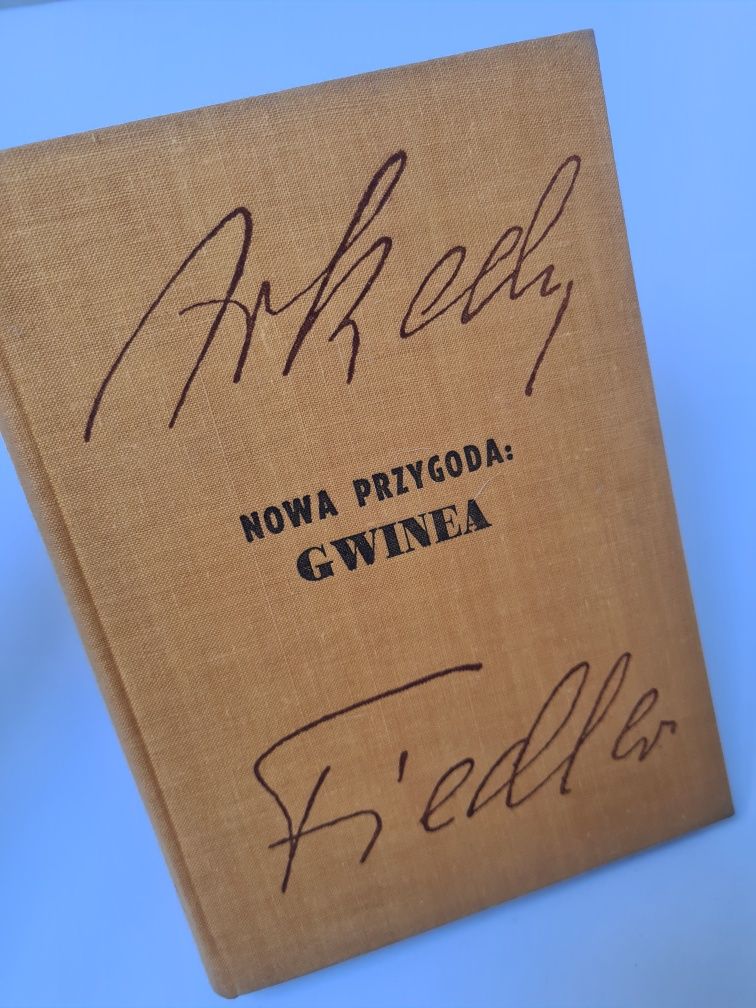 Arkady
NOWA PRZYGODA:
GWINEA
Fiedler